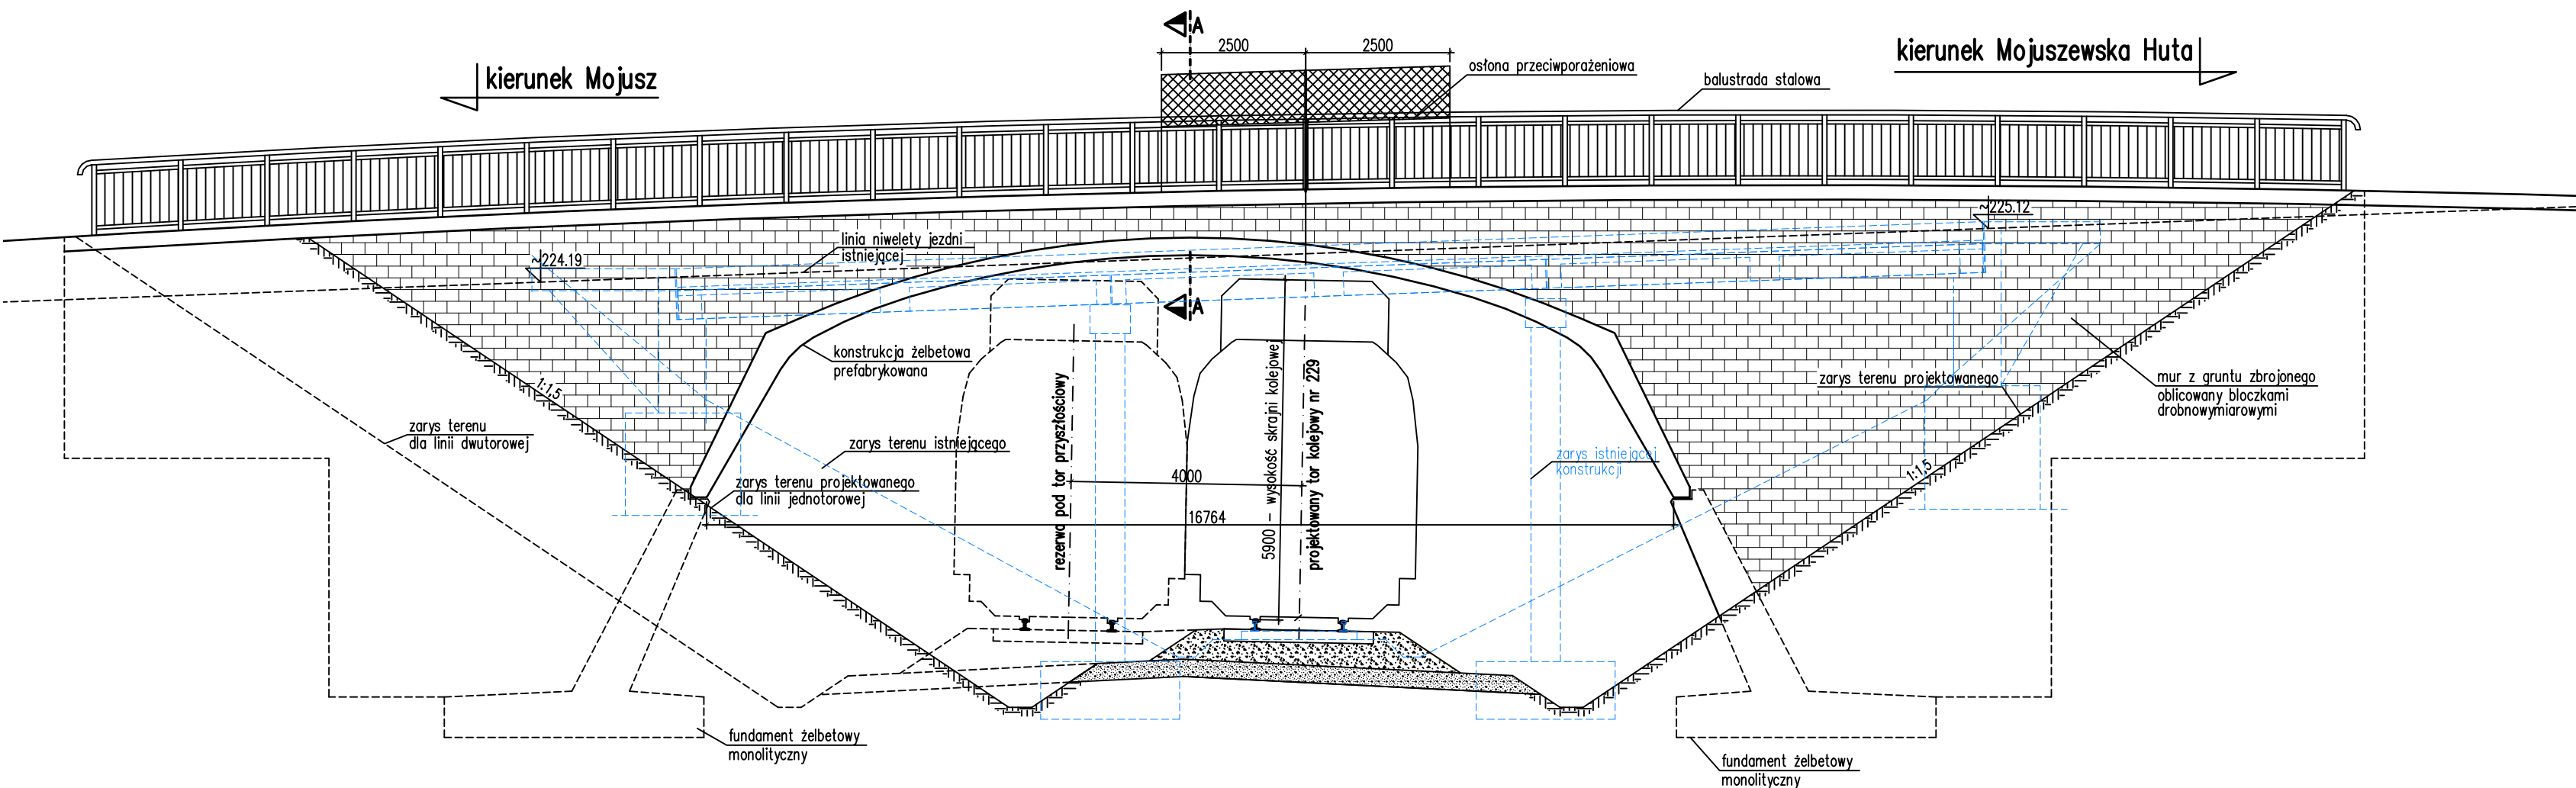 A
2500
2500
kierunek Mojusz
kierunek Mojuszewska Huta
osłona przeciwporażeniowa
balustrada stalowa
~225.12
linia niwelety jezdni
istniejącej
~224.19
A
konstrukcja żelbetowa
prefabrykowana
1:1,5
zarys terenu
dla linii dwutorowej
zarys terenu istniejącego
zarys terenu projektowanego
dla linii jednotorowej
rezerwa pod tor przyszłościowy
4000
16764
5900 - wysokość skrajni kolejowej
projektowany tor kolejowy nr 229
zarys istniejącej
konstrukcji
zarys terenu projektowanego
mur z gruntu zbrojonego
oblicowany bloczkami
drobnowymiarowymi
1:1,5
fundament żelbetowy
monolityczny
fundament żelbetowy
monolityczny